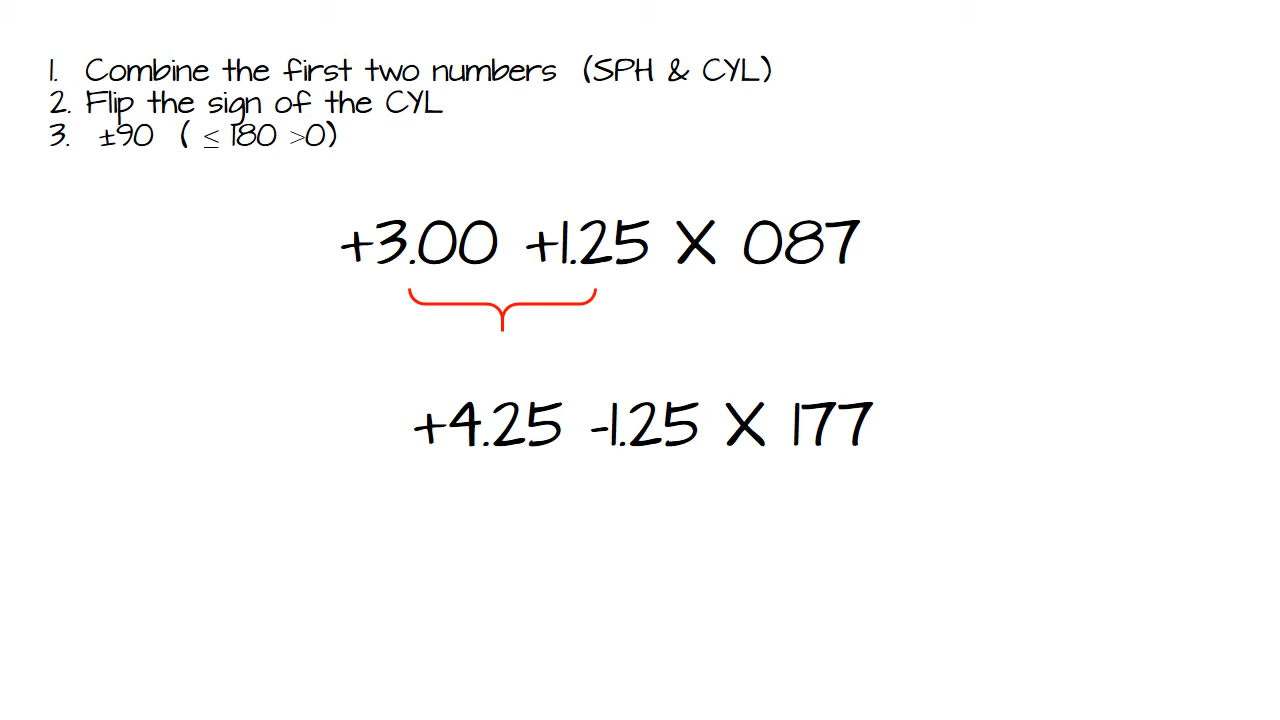 1. Combine the first two numbers (SPH & CYL)
2. Flip the sign of the CYL
3. ±90 ( ≤ 180 >0)
+3.00 +1.25 X 087
+4.25 -1.25 X 177